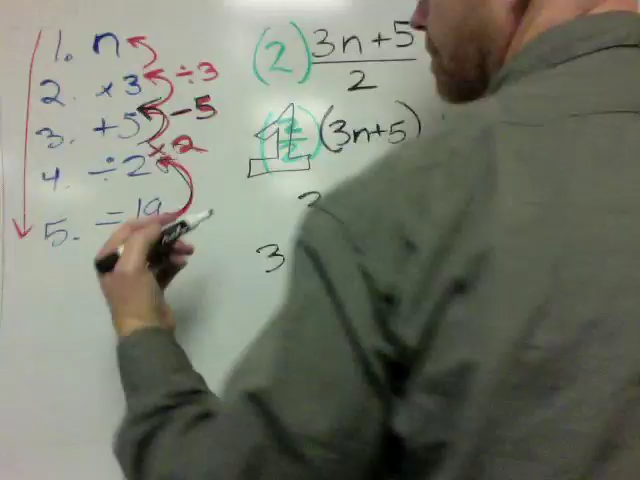 1. n
2. ×3 ÷3
3. +5 -5
4. ÷2 ×2
5. = 19
(2) 3n+5
2
(3n+5)
3